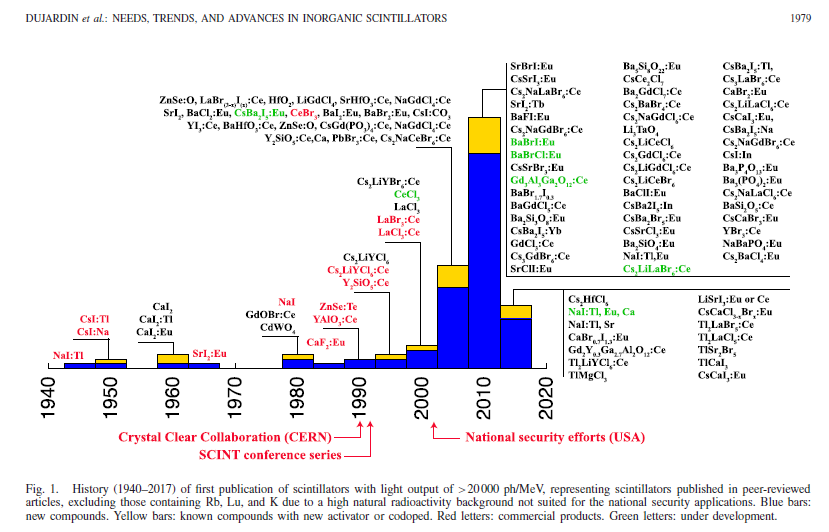 DUJARDIN et al.: NEEDS, TRENDS, AND ADVANCES IN INORGANIC SCINTILLATORS
1979
NaI:Tl
CsI:Tl
CsI:Na
CaI₂
CaI₂:Tl
CaI₂:Eu
SrI₂:Eu
NaI
GdOBr:Ce
CdWO₄
CaF₂:Eu
ZnSe:Te
YAlO₃:Ce
Cs₂LiYCl₆
Cs₂LiYCl₆:Ce
Y₂SiO₅:Ce
Cs₂LiYBr₆:Ce
CeCl₃
LaCl₃
LaBr₃:Ce
LaCl₃:Ce
ZnSe:O, LaBr₍₃₋ₓ₎I₍ₓ₎:Ce, HfO₂, LiGdCl₄, SrHfO₃:Ce, NaGdCl₄:Ce
SrI₂, BaCl₂:Eu, CsBa₂I₅:Eu, CeBr₃, BaI₂:Eu, BaBr₂:Eu, CsI:CO₃
YI₃:Ce, BaHfO₃:Ce, ZnSe:O, CsGd(PO₃)₄:Ce, NaGdCl₄:Ce
Y₂SiO₅:Ce,Ca, PbBr₂:Ce, Cs₂NaCeBr₆:Ce
SrBrI:Eu
CsSrI₃:Eu
Cs₂NaLaBr₆:Ce
SrI₂:Tb
BaFI:Eu
Cs₂NaGdBr₆:Ce
BaBrI:Eu
BaBrCl:Eu
CsSrBr₃:Eu
Gd₃Al₃Ga₂O₁₂:Ce
BaBr₁.₇I₀.₃
BaGdCl₅:Ce
Ba₂Si₃O₈:Eu
CsBa₂I₅:Yb
GdCl₃:Ce
Cs₃GdBr₆:Ce
SrClI:Eu
Ba₅Si₈O₂₂:Eu
CsCe₂Cl₇
Ba₂GdCl₇:Ce
Cs₂BaBr₅:Ce
Cs₂NaGdCl₆:Ce
Li₃TaO₄
Cs₂LiCeCl₆
Cs₃GdCl₆:Ce
Cs₂LiGdCl₆:Ce
Cs₂LiCeBr₆
BaClI:Eu
CsBa2I₅:In
CsBa₂Br₅:Eu
CsSrCl₃:Eu
Ba₂SiO₄:Eu
NaI:Tl,Eu
Cs₂LiLaBr₆:Ce
CsBa₂I₅:Tl,
Cs₃LaBr₆:Ce
CaBr₂:Eu
Cs₂LiLaCl₆:Ce
CsCaI₃:Eu,
CsBa₂I₅:Na
Cs₂NaGdBr₆:Ce
CsI:In
Ba₃P₄O₁₃:Eu
Ba₃(PO₄)₂:Eu
Cs₂NaLaCl₆:Ce
BaSi₂O₅:Ce
CsCaBr₃:Eu
YBr₃:Ce
NaBaPO₄:Eu
Cs₂BaCl₄:Eu
Cs₂HfCl₆
NaI:Tl, Eu, Ca
NaI:Tl, Sr
CaBr₀.₇I₁.₃:Eu
Gd₂Y₀.₃Ga₂.₇Al₂O₁₂:Ce
Tl₂LiYCl₆:Ce
TlMgCl₃
LiSrI₃:Eu or Ce
CsCaCl₃₋ₓBrₓ:Eu
Tl₂LaBr₅:Ce
Tl₂LaCl₅:Ce
TlSr₂Br₅
TlCaI₃
CsCaI₃:Eu
1940
1950
1960
1970
1980
1990
2000
2010
2020
Crystal Clear Collaboration (CERN)
SCINT conference series
National security efforts (USA)
Fig. 1. History (1940–2017) of first publication of scintillators with light output of >20 000 ph/MeV, representing scintillators published in peer-reviewed
articles, excluding those containing Rb, Lu, and K due to a high natural radioactivity background not suited for the national security applications. Blue bars:
new compounds. Yellow bars: known compounds with new activator or codoped. Red letters: commercial products. Green letters: under development.